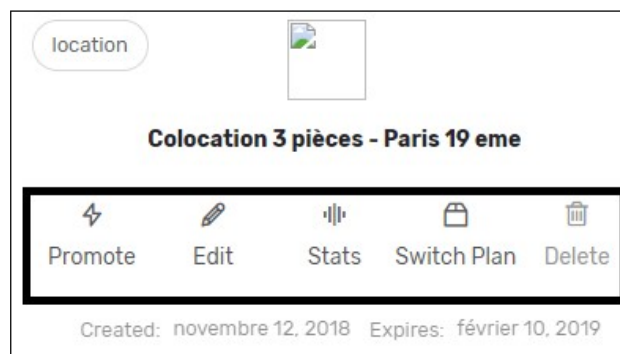 location
Colocation 3 pièces - Paris 19 eme
Promote Edit Stats Switch Plan Delete
Created: novembre 12, 2018 Expires: février 10, 2019